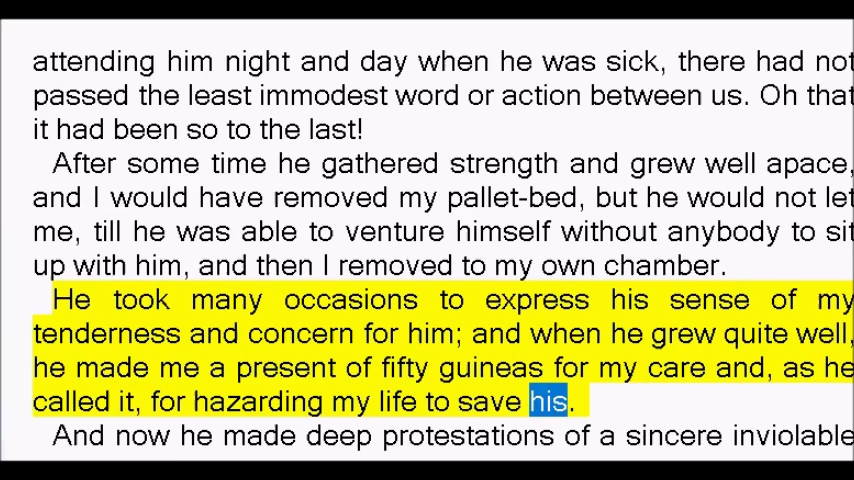 attending him night and day when he was sick, there had not
passed the least immodest word or action between us. Oh that
it had been so to the last!
After some time he gathered strength and grew well apace,
and I would have removed my pallet-bed, but he would not let
me, till he was able to venture himself without anybody to sit
up with him, and then I removed to my own chamber.
He took many occasions to express his sense of my
tenderness and concern for him; and when he grew quite well,
he made me a present of fifty guineas for my care and, as he
called it, for hazarding my life to save his.
And now he made deep protestations of a sincere inviolable